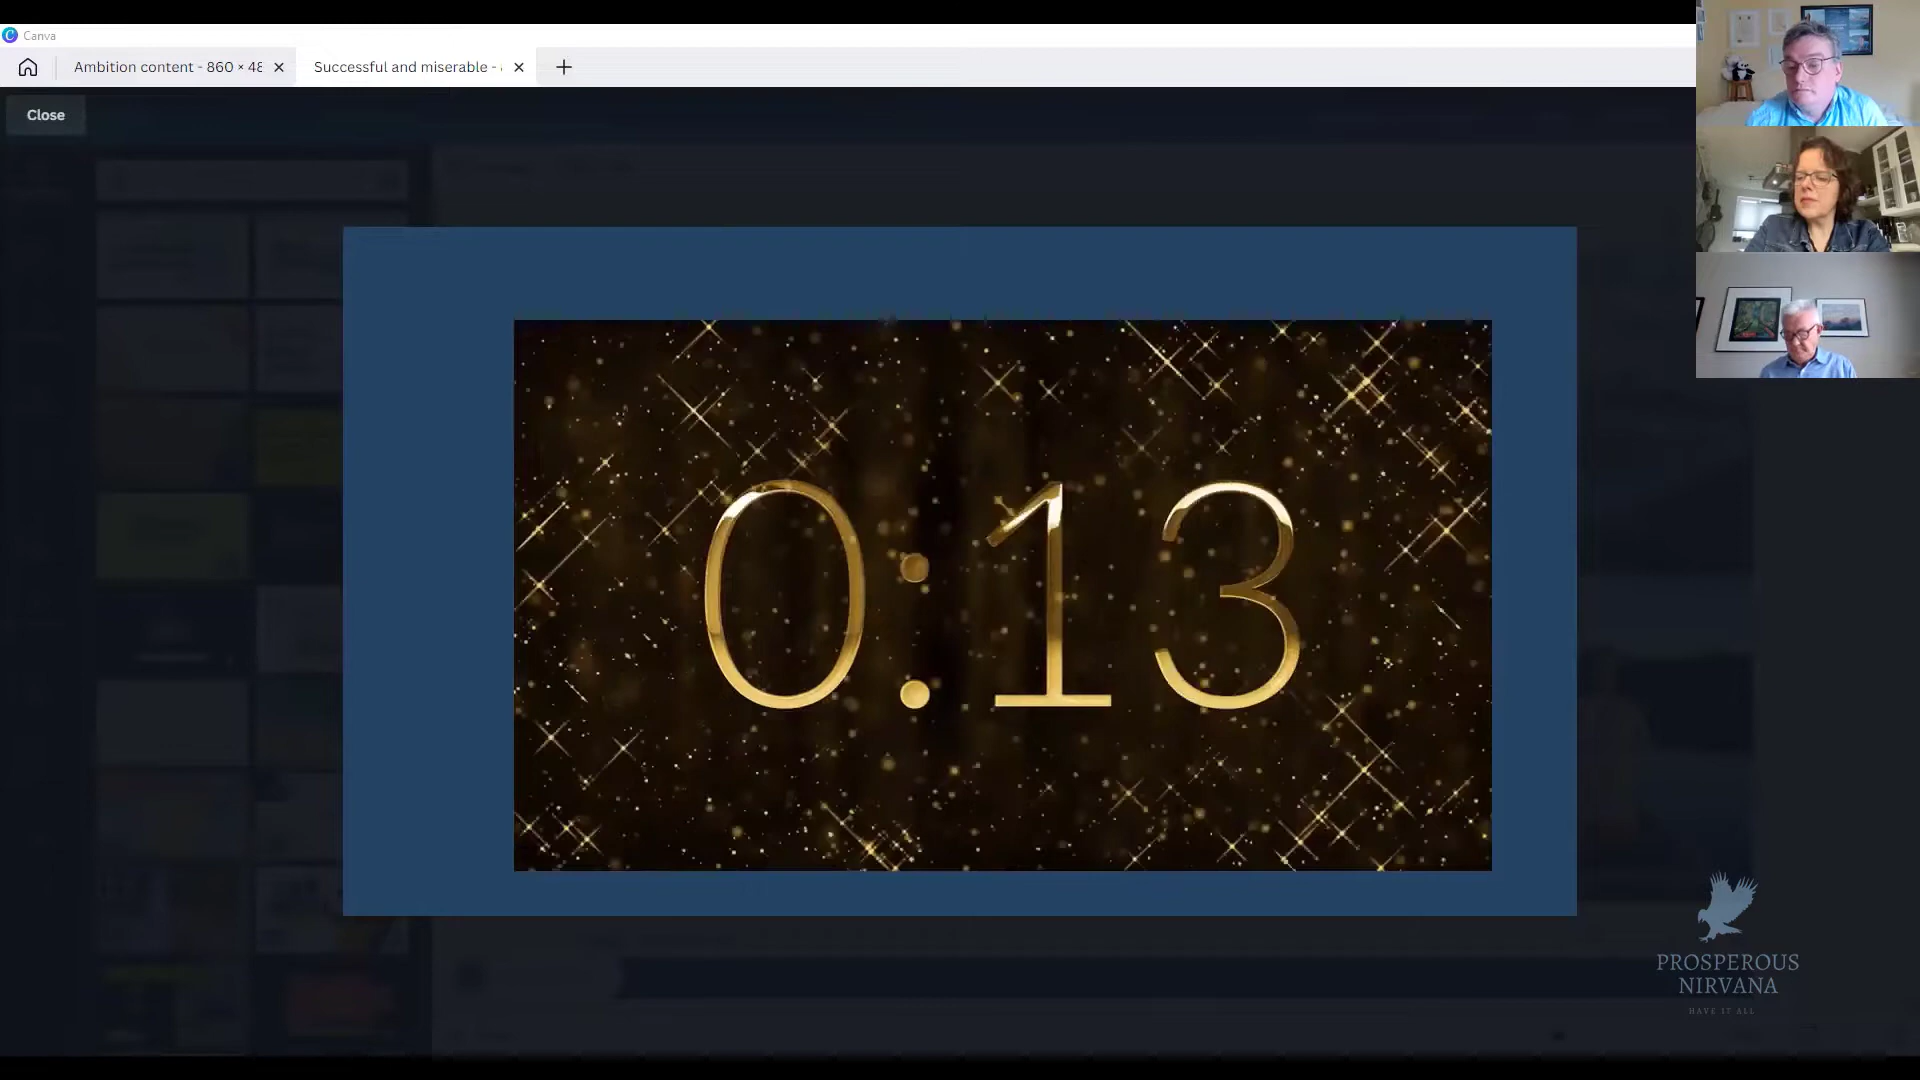 Canva
Ambition content - 860 × 48
Successful and miserable -
Close
0:13
PROSPEROUS
NIRVANA
HAVE IT ALL